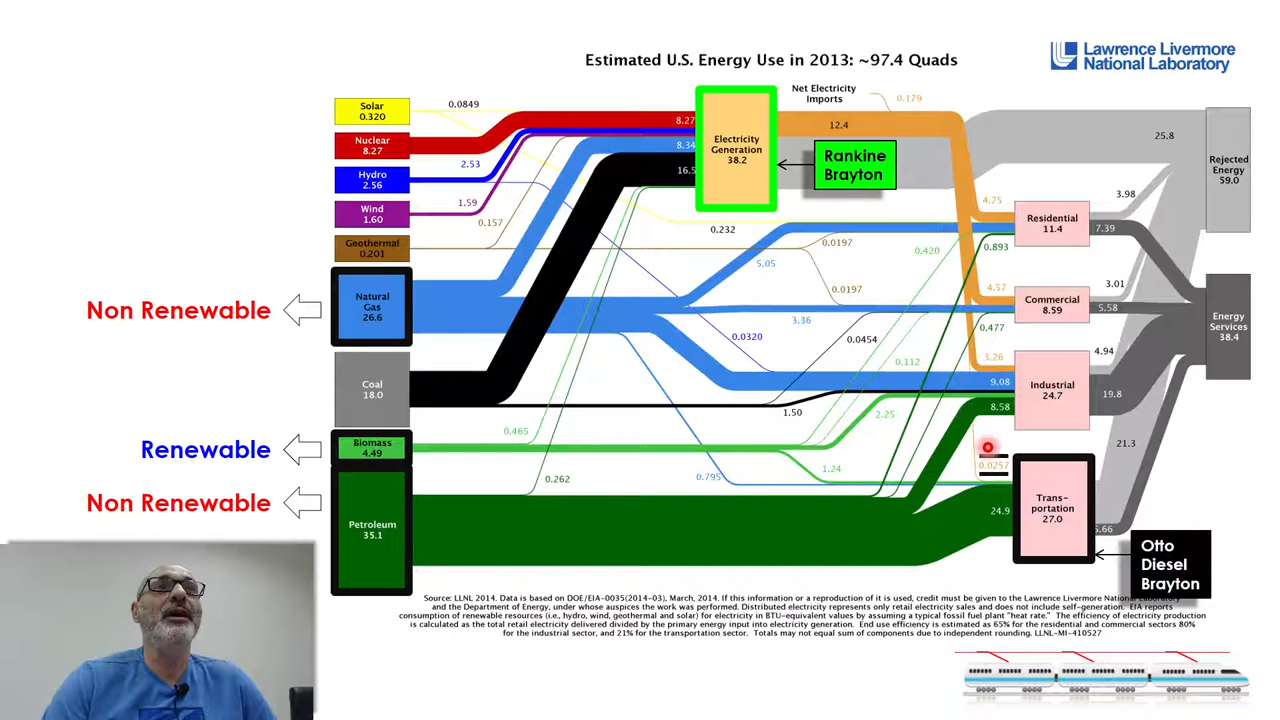 Estimated U.S. Energy Use in 2013: ~97.4 Quads
Lawrence Livermore
National Laboratory
Net Electricity
Imports
0.179
Solar
0.320
0.0849
Nuclear
8.27
8.27
Hydro
2.56
2.53
Wind
1.60
1.59
Geothermal
0.201
0.157
8.34
16.5
Electricity
Generation
38.2
12.4
Rankine
Brayton
25.8
Rejected
Energy
59.0
Non Renewable
Natural
Gas
26.6
0.232
0.0197
5.05
0.0197
3.36
0.0320
0.0454
0.420
4.75
0.893
Residential
11.4
3.98
7.39
4.57
0.477
Commercial
8.59
3.01
5.58
Energy
Services
38.4
Coal
18.0
0.112
3.26
9.08
8.58
Industrial
24.7
4.94
19.8
1.50
2.25
Renewable
Biomass
4.49
0.465
1.24
0.0257
21.3
Non Renewable
Petroleum
35.1
0.262
0.795
24.9
Trans-
portation
27.0
5.66
Otto
Diesel
Brayton
Source: LLNL 2014. Data is based on DOE/EIA-0035(2014-03), March, 2014. If this information or a reproduction of it is used, credit must be given to the Lawrence Livermore National
and the Department of Energy, under whose auspices the work was performed. Distributed electricity represents only retail electricity sales and does not include self-generation. EIA reports
consumption of renewable resources (i.e., hydro, wind, geothermal and solar) for electricity in BTU-equivalent values by assuming a typical fossil fuel plant "heat rate." The efficiency of electricity production
is calculated as the total retail electricity delivered divided by the primary energy input into electricity generation. End use efficiency is estimated as 65% for the residential and commercial sectors 80%
for the industrial sector, and 21% for the transportation sector. Totals may not equal sum of components due to independent rounding. LLNL-MI-410527